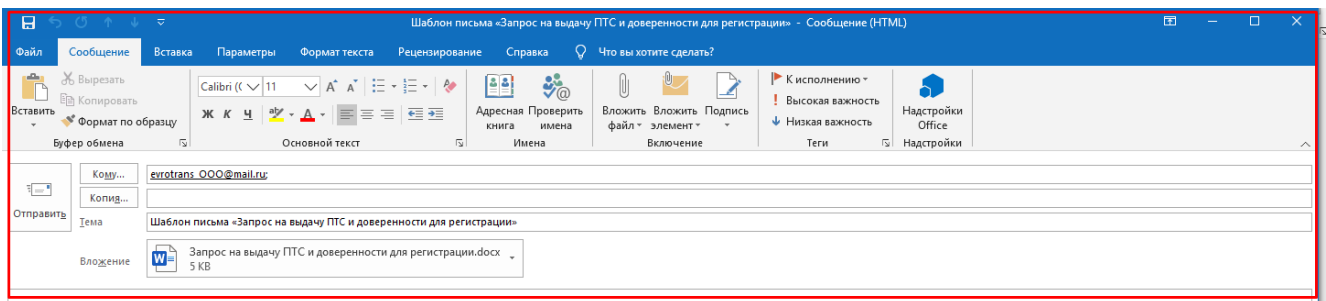 Шаблон письма «Запрос на выдачу ПТС и доверенности для регистрации» - Сообщение (HTML)
Файл Сообщение Вставка Параметры Формат текста Рецензирование Справка Что вы хотите сделать?
Вставить
Вырезать
Копировать
Формат по образцу
Буфер обмена
Calibri (( 11
Ж К Ч
Основной текст
Адресная книга
Проверить имена
Имена
Вложить файл
Вложить элемент
Подпись
Включение
К исполнению
Высокая важность
Низкая важность
Теги
Надстройки Office
Надстройки
Отправить
Кому... evrotrans_OOO@mail.ru;
Копия...
Тема Шаблон письма «Запрос на выдачу ПТС и доверенности для регистрации»
Вложение Запрос на выдачу ПТС и доверенности для регистрации.docx
5 KB